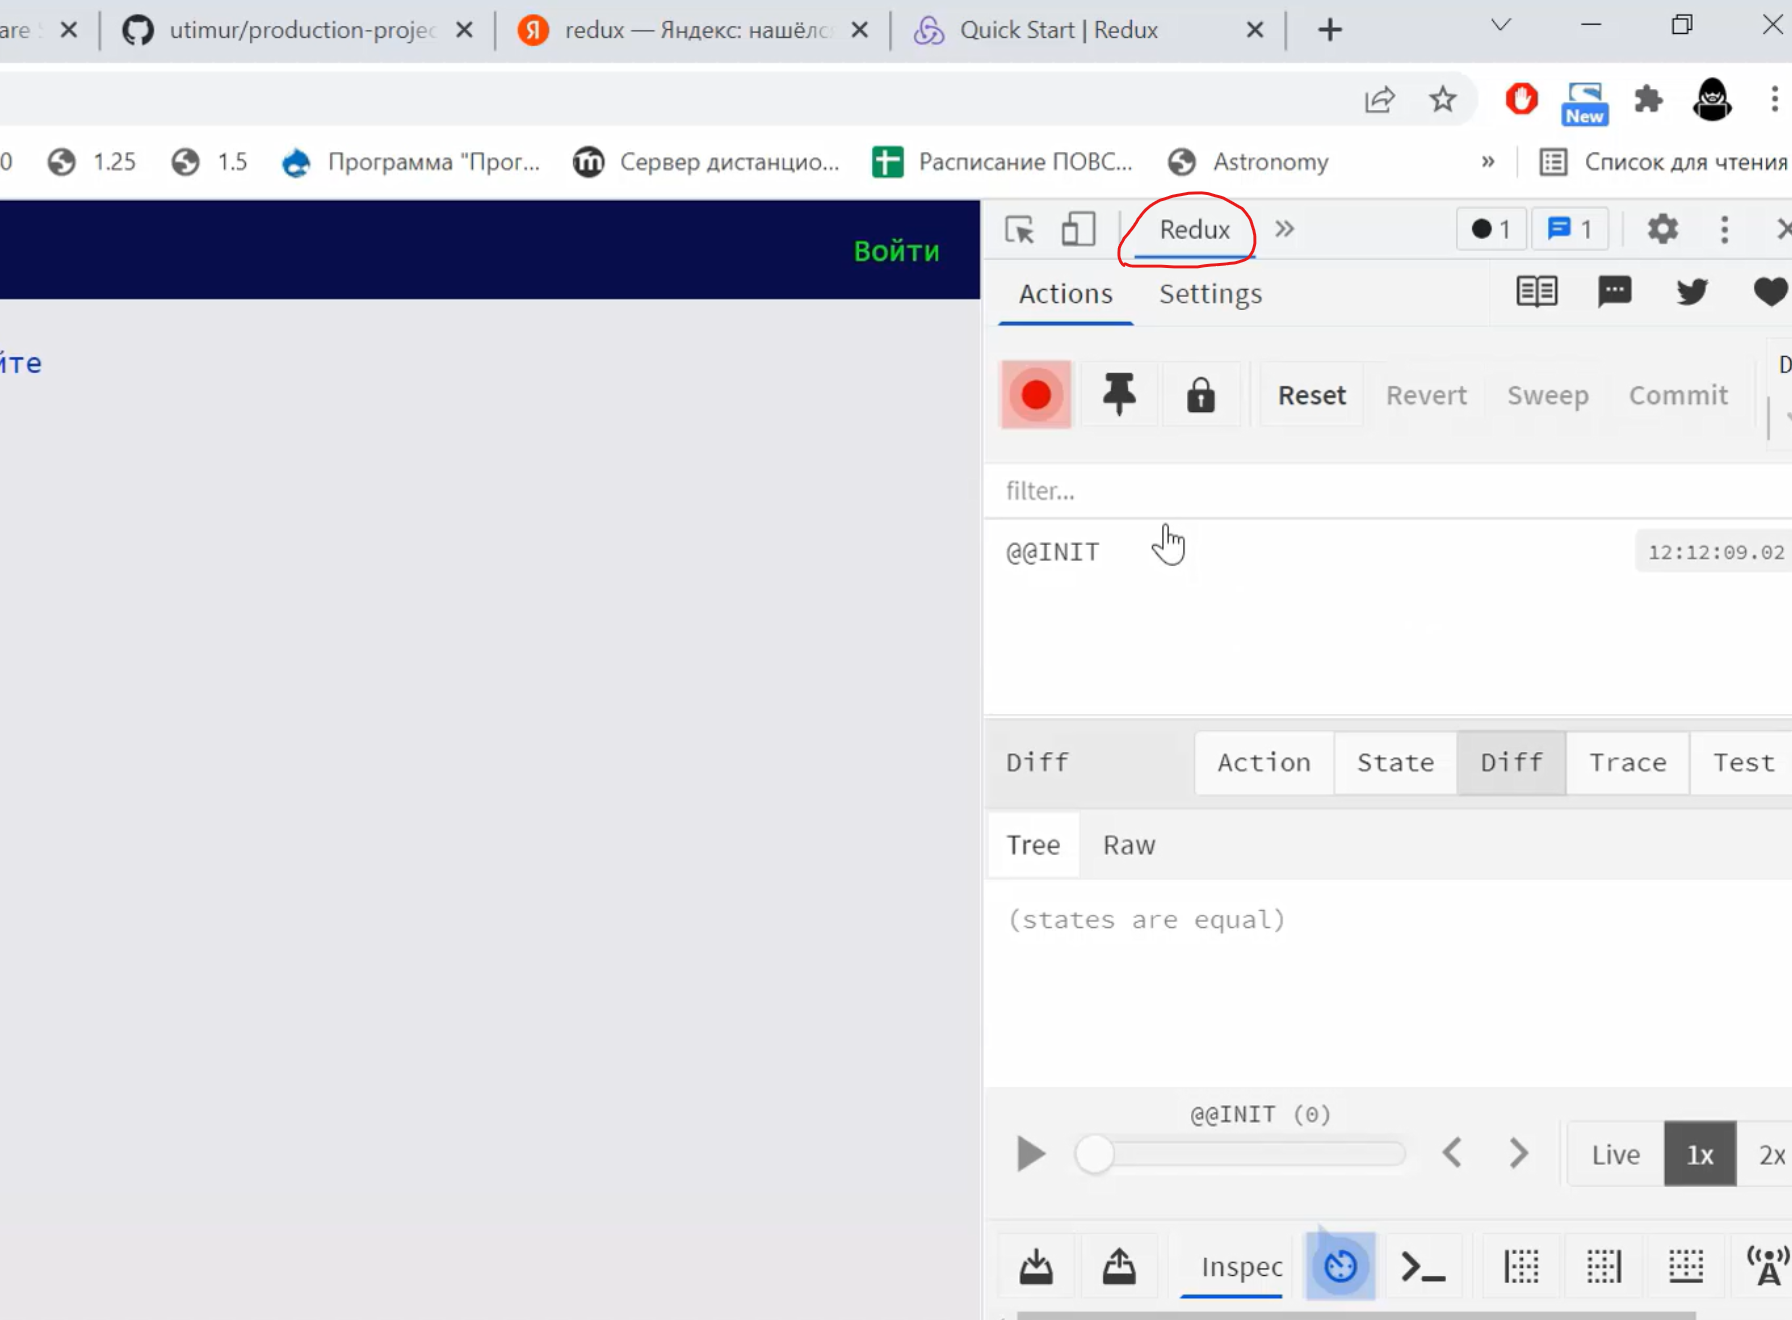 are
utimur/production-projec
redux — Яндекс: нашёлс
Quick Start | Redux
New
0
1.25
1.5
Программа "Прог...
Сервер дистанцио...
Расписание ПОВС...
Astronomy
»
Список для чтения
Войти
йте
Redux
1
1
Actions
Settings
Reset
Revert
Sweep
Commit
D
filter...
@@INIT
12:12:09.02
Diff
Action
State
Diff
Trace
Test
Tree
Raw
(states are equal)
@@INIT (0)
Live
1x
2x
Inspec